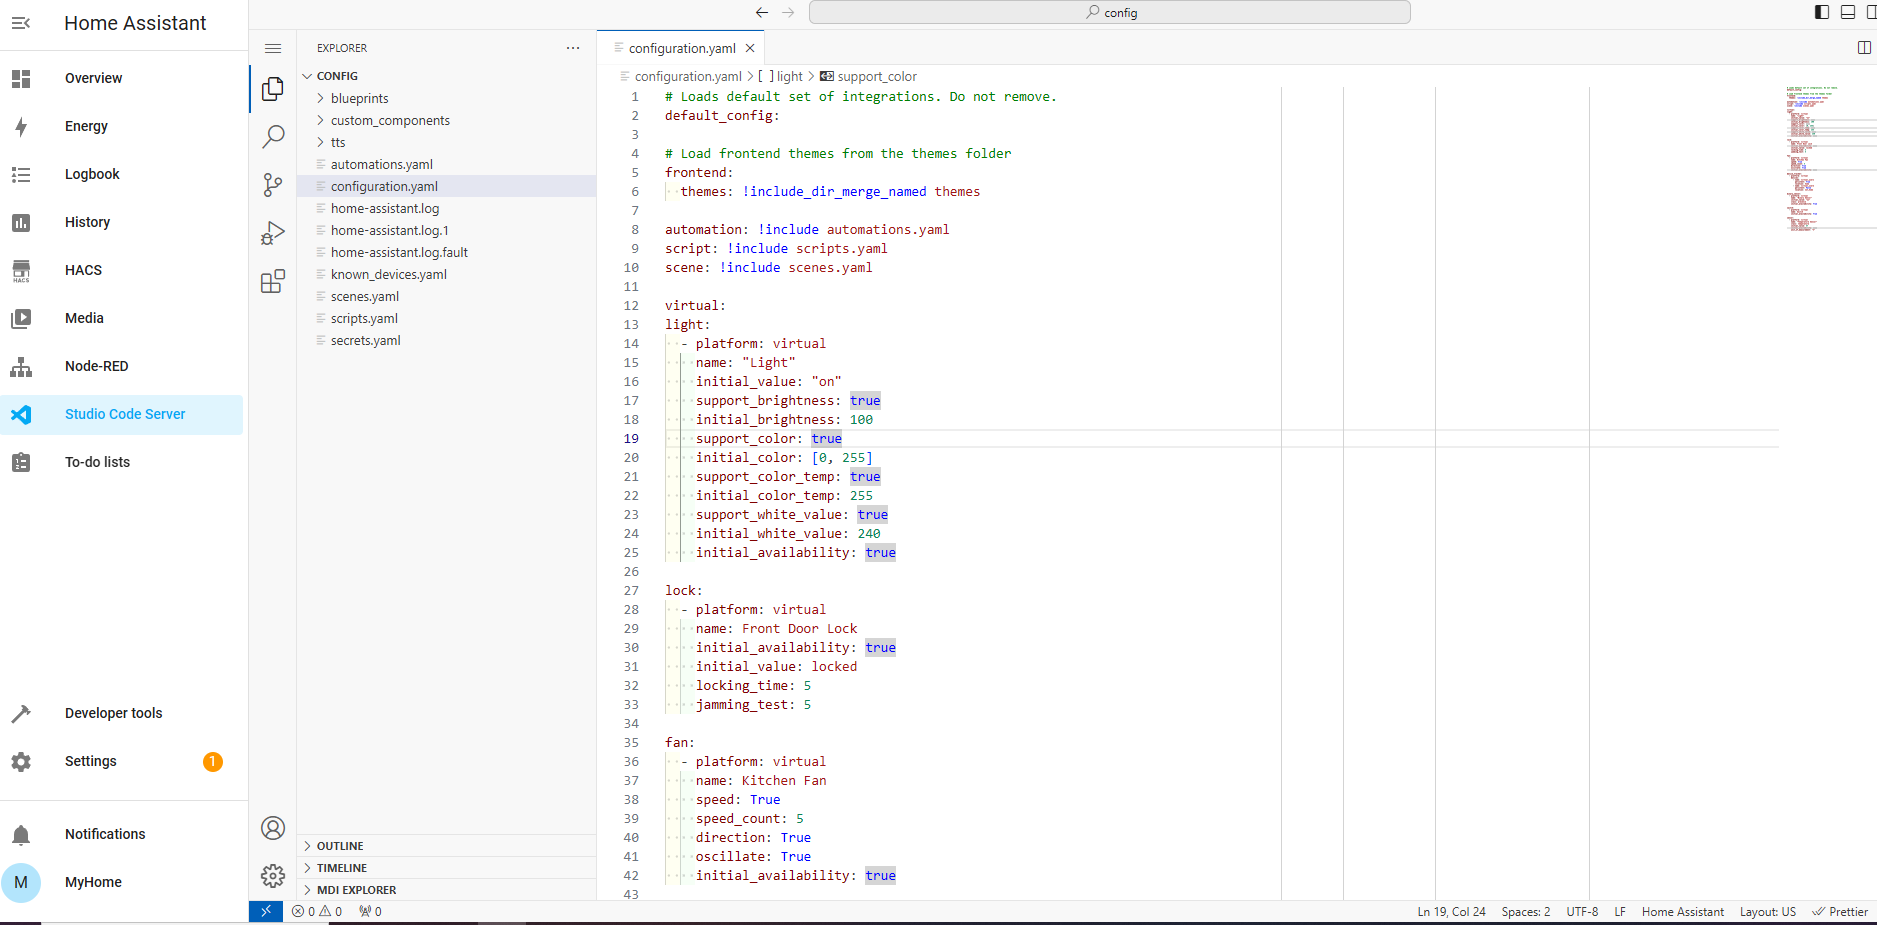 Home Assistant
Overview
Energy
Logbook
History
HACS
HACS
Media
Node-RED
Studio Code Server
To-do lists
Developer tools
Settings
1
Notifications
M
MyHome
config
EXPLORER
CONFIG
blueprints
custom_components
tts
automations.yaml
configuration.yaml
home-assistant.log
home-assistant.log.1
home-assistant.log.fault
known_devices.yaml
scenes.yaml
scripts.yaml
secrets.yaml
OUTLINE
TIMELINE
MDI EXPLORER
configuration.yaml
configuration.yaml > [ ] light > support_color
1 # Loads default set of integrations. Do not remove.
2 default_config:
3
4 # Load frontend themes from the themes folder
5 frontend:
6   themes: !include_dir_merge_named themes
7
8 automation: !include automations.yaml
9 script: !include scripts.yaml
10 scene: !include scenes.yaml
11
12 virtual:
13 light:
14   - platform: virtual
15     name: "Light"
16     initial_value: "on"
17     support_brightness: true
18     initial_brightness: 100
19     support_color: true
20     initial_color: [0, 255]
21     support_color_temp: true
22     initial_color_temp: 255
23     support_white_value: true
24     initial_white_value: 240
25     initial_availability: true
26
27 lock:
28   - platform: virtual
29     name: Front Door Lock
30     initial_availability: true
31     initial_value: locked
32     locking_time: 5
33     jamming_test: 5
34
35 fan:
36   - platform: virtual
37     name: Kitchen Fan
38     speed: True
39     speed_count: 5
40     direction: True
41     oscillate: True
42     initial_availability: true
43
0 0 0
Ln 19, Col 24 Spaces: 2 UTF-8 LF Home Assistant Layout: US Prettier